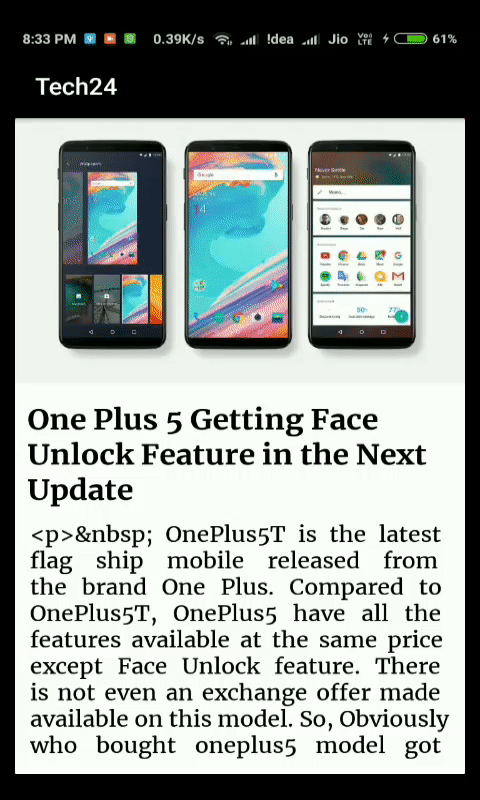 8:33 PM 0.39K/s !dea Jio Vo) LTE 61%
Tech24
Google
One Plus 5 Getting Face
Unlock Feature in the Next
Update
<p>&nbsp; OnePlus5T is the latest
flag ship mobile released from
the brand One Plus. Compared to
OnePlus5T, OnePlus5 have all the
features available at the same price
except Face Unlock feature. There
is not even an exchange offer made
available on this model. So, Obviously
who bought oneplus5 model got